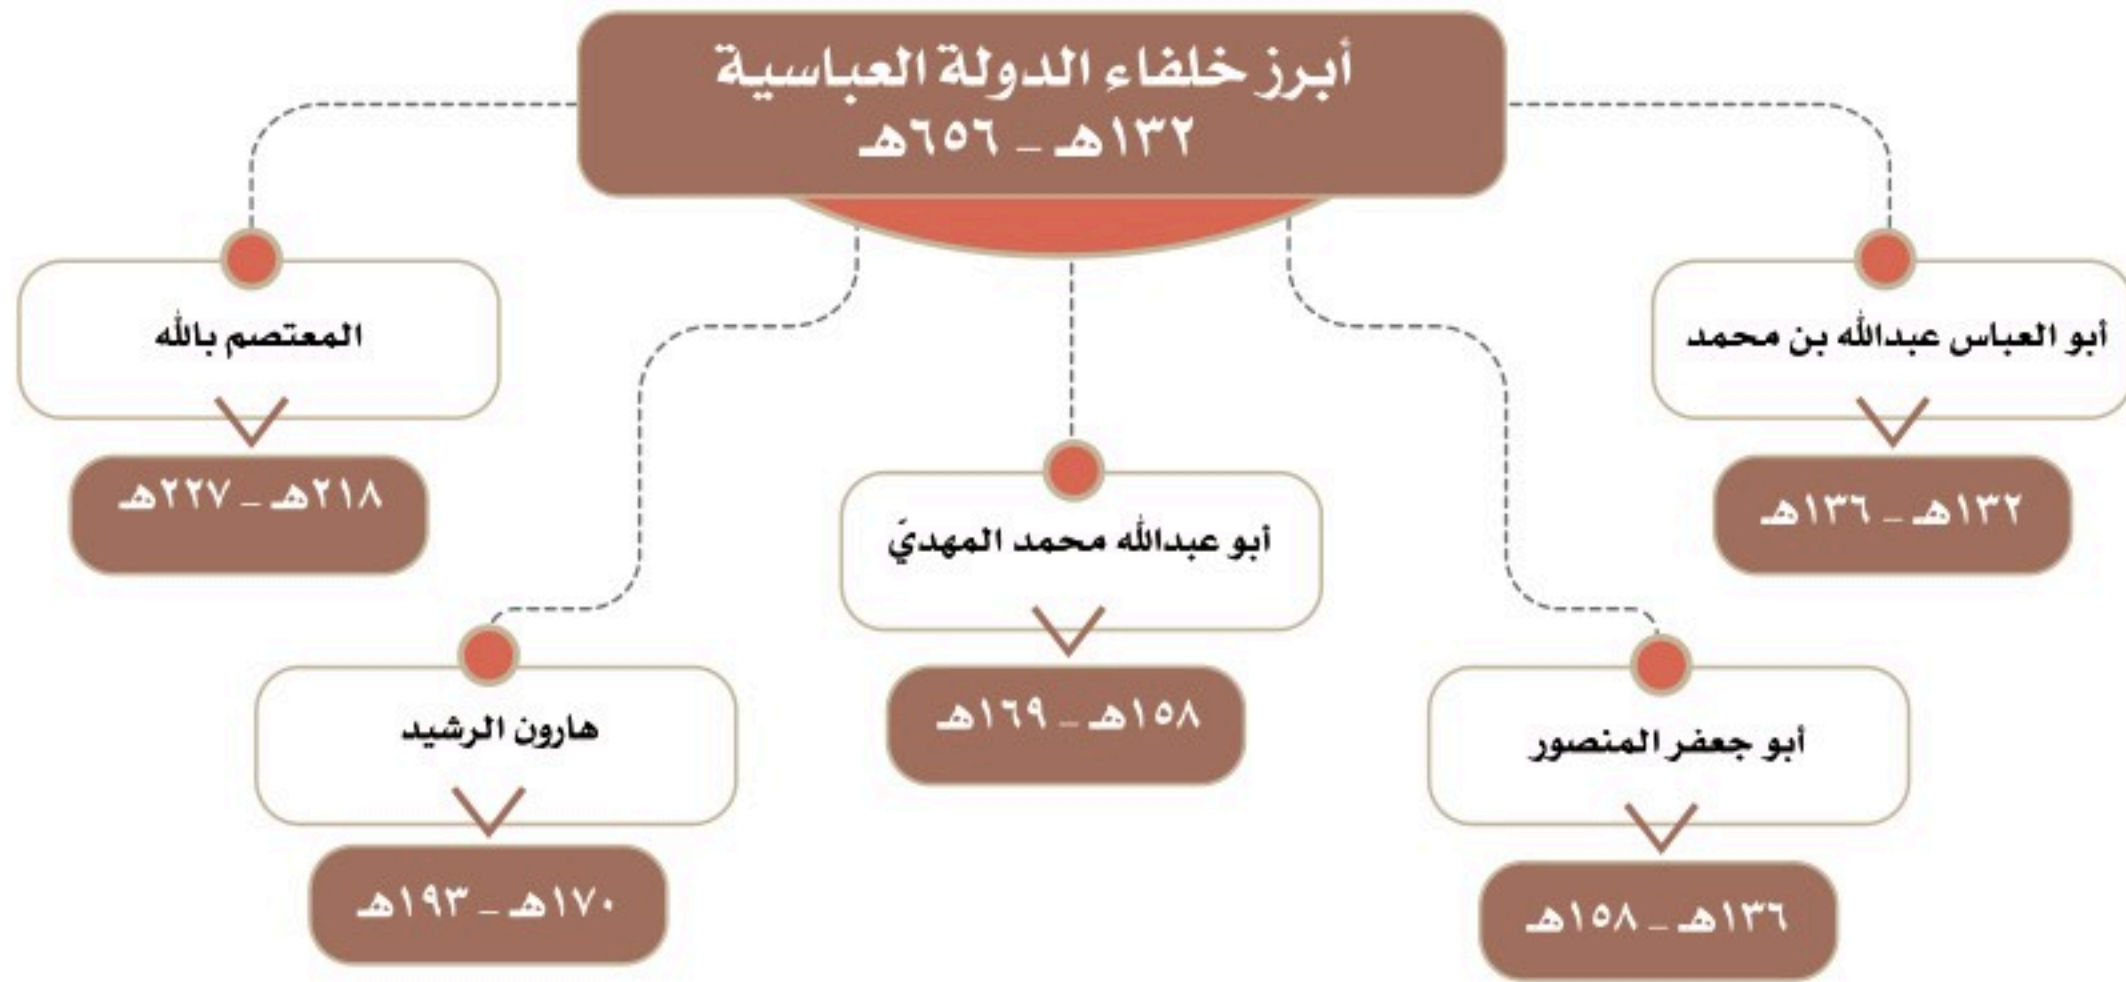 أبرز خلفاء الدولة العباسية
١٣٢هـ - ٦٥٦هـ
أبو العباس عبدالله بن محمد
١٣٢هـ - ١٣٦هـ
أبو جعفر المنصور
١٣٦هـ - ١٥٨هـ
أبو عبدالله محمد المهديّ
١٥٨هـ - ١٦٩هـ
هارون الرشيد
١٧٠هـ - ١٩٣هـ
المعتصم بالله
٢١٨هـ - ٢٢٧هـ